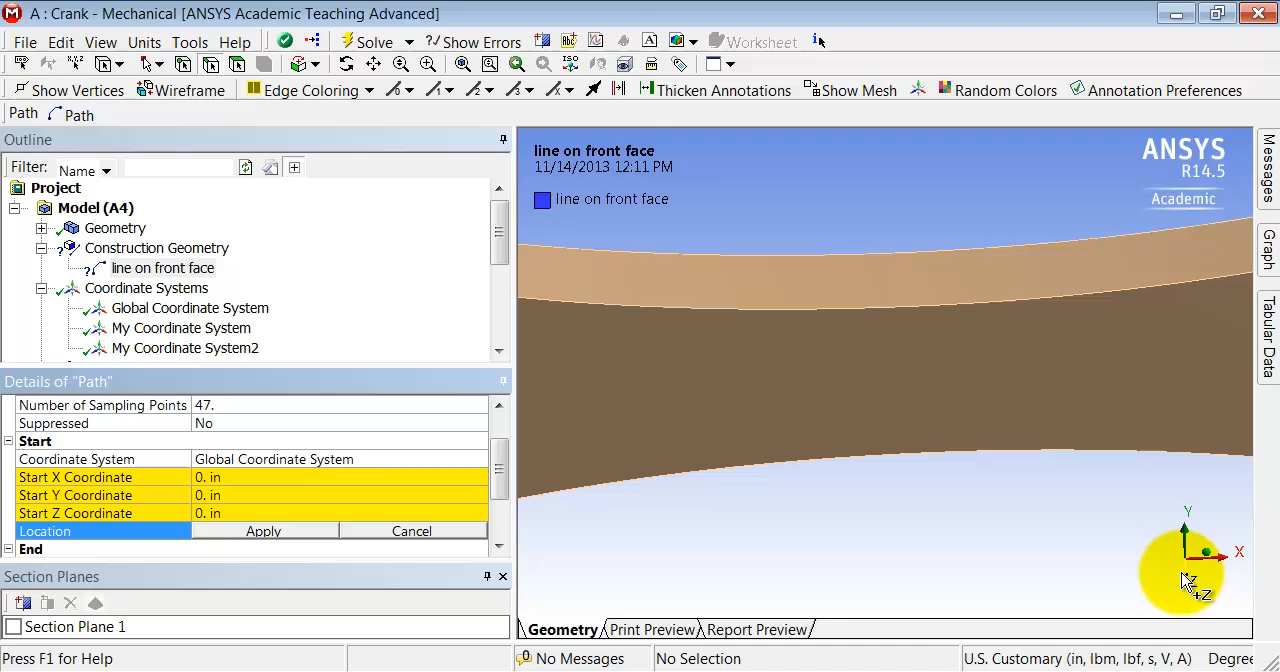 A : Crank - Mechanical [ANSYS Academic Teaching Advanced]
File Edit View Units Tools Help Solve Show Errors Worksheet
Show Vertices Wireframe Edge Coloring Thicken Annotations Show Mesh Random Colors Annotation Preferences
Path Path
Outline
Filter: Name
Project
Model (A4)
Geometry
Construction Geometry
line on front face
Coordinate Systems
Global Coordinate System
My Coordinate System
My Coordinate System2
Details of "Path"
Number of Sampling Points 47.
Suppressed No
Start
Coordinate System Global Coordinate System
Start X Coordinate 0. in
Start Y Coordinate 0. in
Start Z Coordinate 0. in
Location Apply Cancel
End
Section Planes
Section Plane 1
line on front face
11/14/2013 12:11 PM
line on front face
ANSYS
R14.5
Academic
Y
X
Z
+Z
Geometry Print Preview Report Preview
Messages
Graph
Tabular Data
Press F1 for Help
0 No Messages
No Selection
U.S. Customary (in, lbm, lbf, s, V, A) Degree